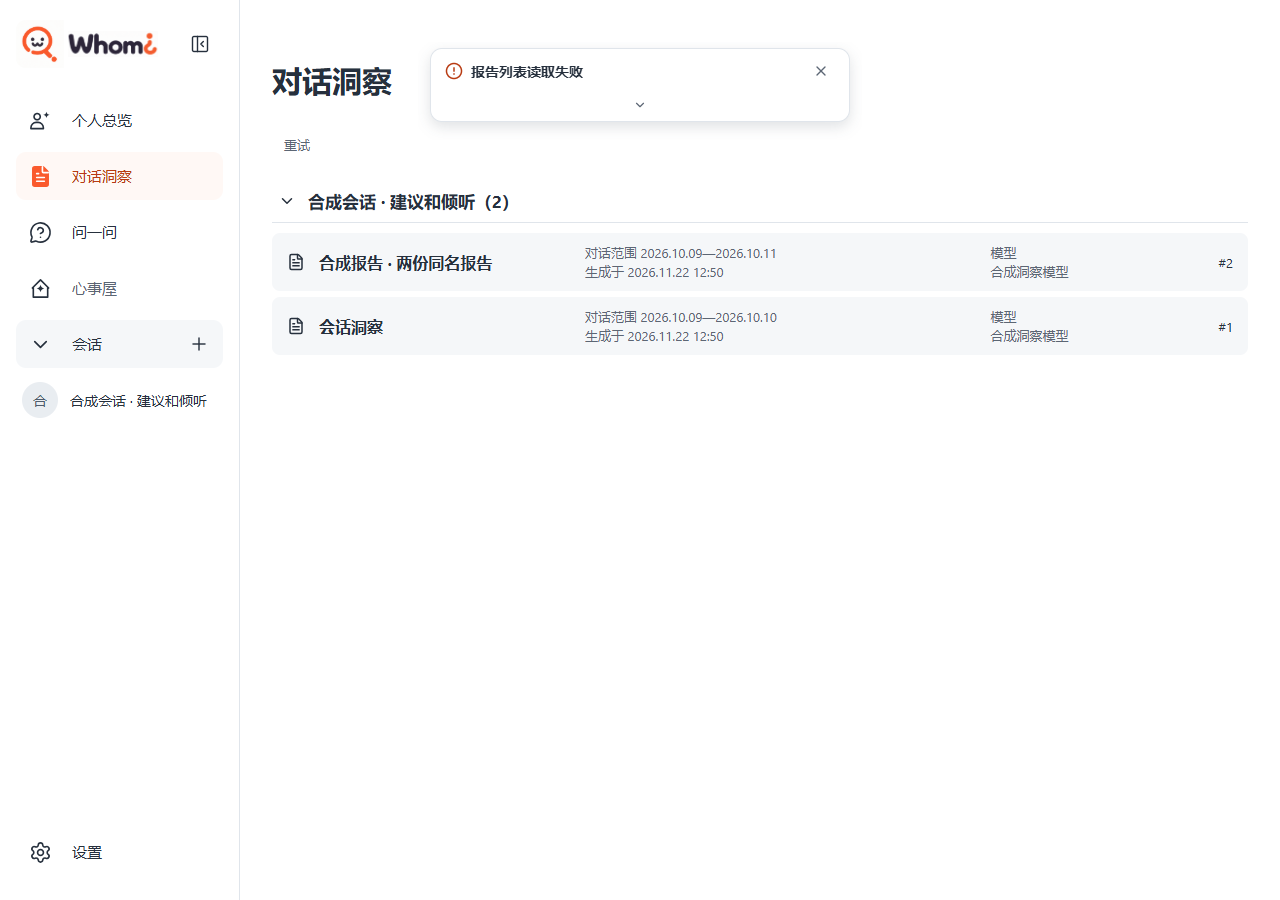 Whomi
个人总览
对话洞察
问一问
心事屋
会话
合 合成会话 · 建议和倾听
设置
对话洞察
报告列表读取失败
重试
合成会话 · 建议和倾听（2）
合成报告 · 两份同名报告
对话范围 2026.10.09—2026.10.11
生成于 2026.11.22 12:50
模型
合成洞察模型
#2
会话洞察
对话范围 2026.10.09—2026.10.10
生成于 2026.11.22 12:50
模型
合成洞察模型
#1